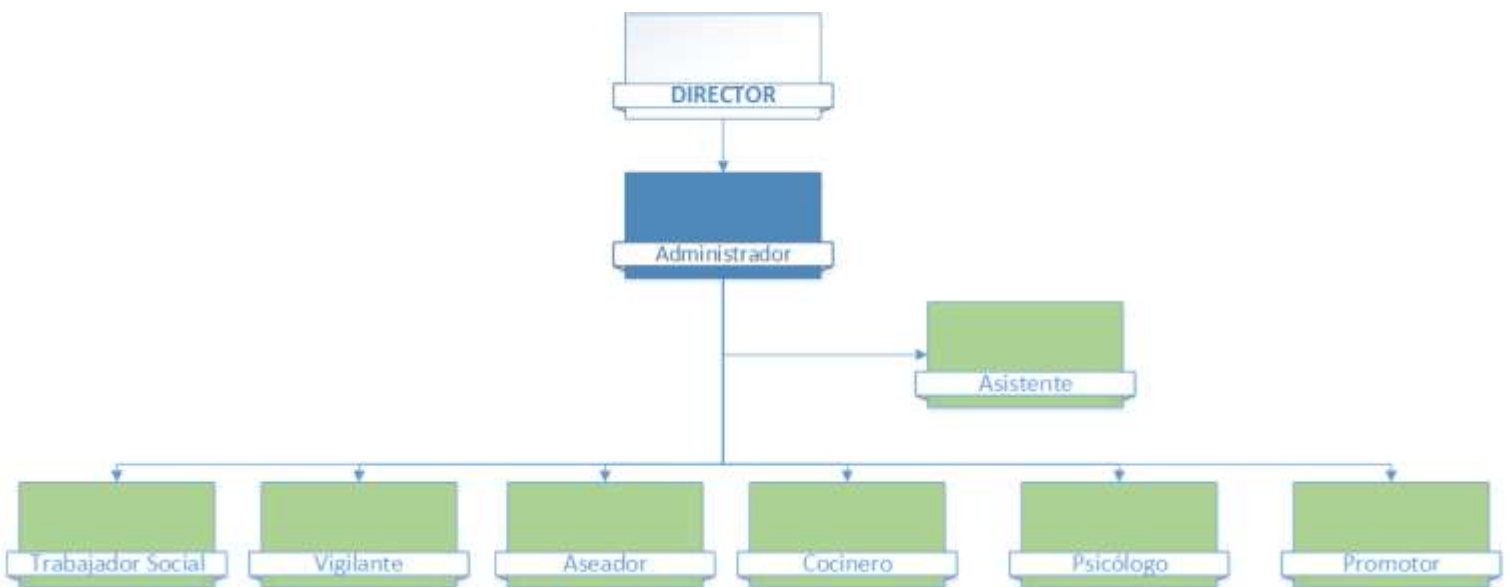 DIRECTOR
Administrador
Asistente
Trabajador Social
Vigilante
Aseador
Cocinero
Psicólogo
Promotor